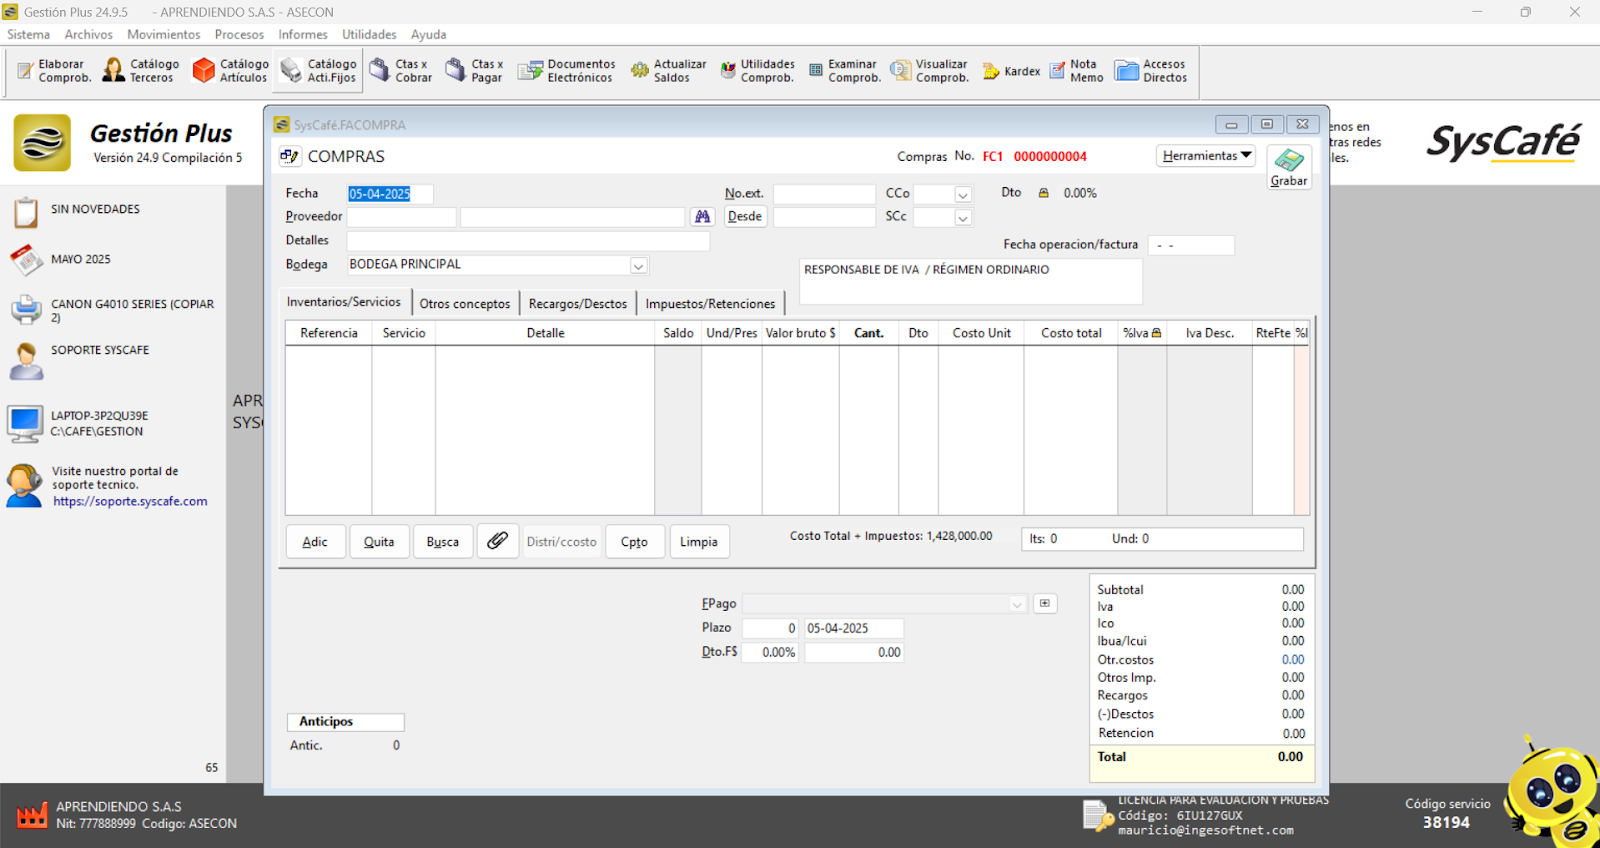 Gestión Plus 24.9.5 - APRENDIENDO S.A.S - ASECON
Sistema Archivos Movimientos Procesos Informes Utilidades Ayuda
Elaborar Comprob.
Catálogo Terceros
Catálogo Artículos
Catálogo Acti.Fijos
Ctas x Cobrar
Ctas x Pagar
Documentos Electrónicos
Actualizar Saldos
Utilidades Comprob.
Examinar Comprob.
Visualizar Comprob.
Kardex
Nota Memo
Accesos Directos
Gestión Plus
Versión 24.9 Compilación 5
enos en
tras redes
les.
SysCafé
SIN NOVEDADES
MAYO 2025
CANON G4010 SERIES (COPIAR
2)
SOPORTE SYSCAFE
LAPTOP-3P2QU39E
C:\CAFE\GESTION
Visite nuestro portal de
soporte tecnico.
https://soporte.syscafe.com
65
APR
SYS
SysCafé.FACOMPRA
COMPRAS
Compras No. FC1 0000000004
Herramientas
Grabar
Fecha 05-04-2025
No.ext.
CCo
Dto 0.00%
Proveedor
Desde
SCc
Detalles
Fecha operacion/factura - -
Bodega BODEGA PRINCIPAL
RESPONSABLE DE IVA / RÉGIMEN ORDINARIO
Inventarios/Servicios Otros conceptos Recargos/Desctos Impuestos/Retenciones
Referencia Servicio Detalle Saldo Und/Pres Valor bruto $ Cant. Dto Costo Unit Costo total %Iva Iva Desc. RteFte %I
Adic Quita Busca Distri/ccosto Cpto Limpia
Costo Total + Impuestos: 1,428,000.00
Its: 0 Und: 0
FPago
Plazo 0 05-04-2025
Dto.F$ 0.00% 0.00
Subtotal 0.00
Iva 0.00
Ico 0.00
Ibua/Icui 0.00
Otr.costos 0.00
Otros Imp. 0.00
Recargos 0.00
(-)Desctos 0.00
Retencion 0.00
Total 0.00
Anticipos
Antic. 0
APRENDIENDO S.A.S
Nit: 777888999 Codigo: ASECON
LICENCIA PARA EVALUACION Y PRUEBAS
Código: 6IU127GUX
mauricio@ingesoftnet.com
Código servicio
38194